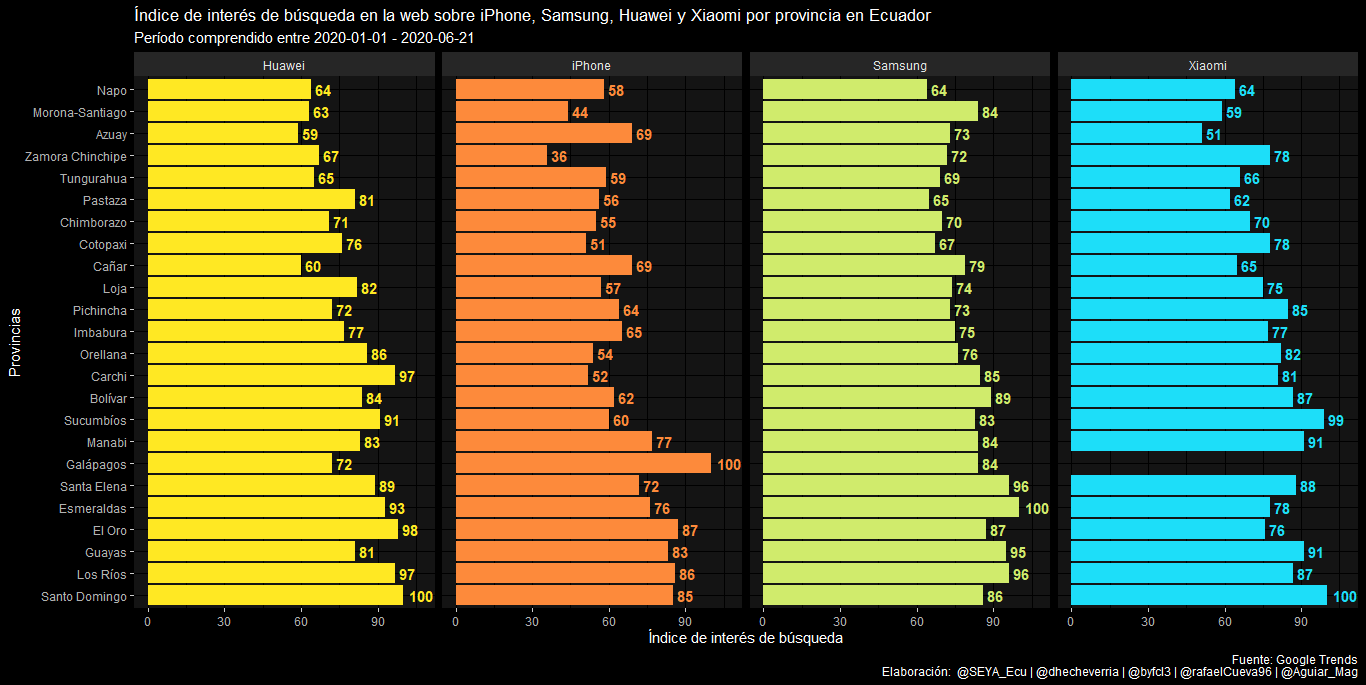 Índice de interés de búsqueda en la web sobre iPhone, Samsung, Huawei y Xiaomi por provincia en Ecuador
Período comprendido entre 2020-01-01 - 2020-06-21
Huawei iPhone Samsung Xiaomi
Napo 64 58 64 64
Morona-Santiago 63 44 84 59
Azuay 59 69 73 51
Zamora Chinchipe 67 36 72 78
Tungurahua 65 59 69 66
Pastaza 81 56 65 62
Chimborazo 71 55 70 70
Cotopaxi 76 51 67 78
Cañar 60 69 79 65
Loja 82 57 74 75
Pichincha 72 64 73 85
Imbabura 77 65 75 77
Orellana 86 54 76 82
Carchi 97 52 85 81
Bolívar 84 62 89 87
Sucumbíos 91 60 83 99
Manabi 83 77 84 91
Galápagos 72 100 84
Santa Elena 89 72 96 88
Esmeraldas 93 76 100 78
El Oro 98 87 87 76
Guayas 81 83 95 91
Los Ríos 97 86 96 87
Santo Domingo 100 85 86 100
0 30 60 90 0 30 60 90 0 30 60 90 0 30 60 90
Provincias
Índice de interés de búsqueda
Fuente: Google Trends
Elaboración: @SEYA_Ecu | @dhecheverria | @byfcl3 | @rafaelCueva96 | @Aguiar_Mag